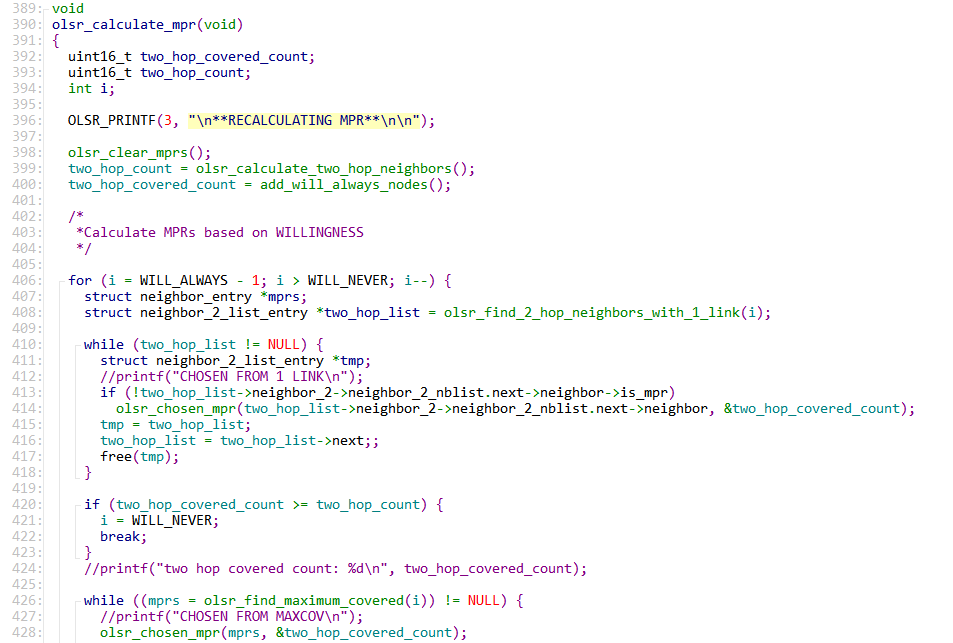 389: void
390: olsr_calculate_mpr(void)
391: {
392:   uint16_t two_hop_covered_count;
393:   uint16_t two_hop_count;
394:   int i;
395:
396:   OLSR_PRINTF(3, "\n**RECALCULATING MPR**\n\n");
397:
398:   olsr_clear_mprs();
399:   two_hop_count = olsr_calculate_two_hop_neighbors();
400:   two_hop_covered_count = add_will_always_nodes();
401:
402:   /*
403:    *Calculate MPRs based on WILLINGNESS
404:    */
405:
406:   for (i = WILL_ALWAYS - 1; i > WILL_NEVER; i--) {
407:     struct neighbor_entry *mprs;
408:     struct neighbor_2_list_entry *two_hop_list = olsr_find_2_hop_neighbors_with_1_link(i);
409:
410:     while (two_hop_list != NULL) {
411:       struct neighbor_2_list_entry *tmp;
412:       //printf("CHOSEN FROM 1 LINK\n");
413:       if (!two_hop_list->neighbor_2->neighbor_2_nblist.next->neighbor->is_mpr)
414:         olsr_chosen_mpr(two_hop_list->neighbor_2->neighbor_2_nblist.next->neighbor, &two_hop_covered_count);
415:       tmp = two_hop_list;
416:       two_hop_list = two_hop_list->next;;
417:       free(tmp);
418:     }
419:
420:     if (two_hop_covered_count >= two_hop_count) {
421:       i = WILL_NEVER;
422:       break;
423:     }
424:     //printf("two hop covered count: %d\n", two_hop_covered_count);
425:
426:     while ((mprs = olsr_find_maximum_covered(i)) != NULL) {
427:       //printf("CHOSEN FROM MAXCOV\n");
428:       olsr_chosen_mpr(mprs, &two_hop_covered_count);